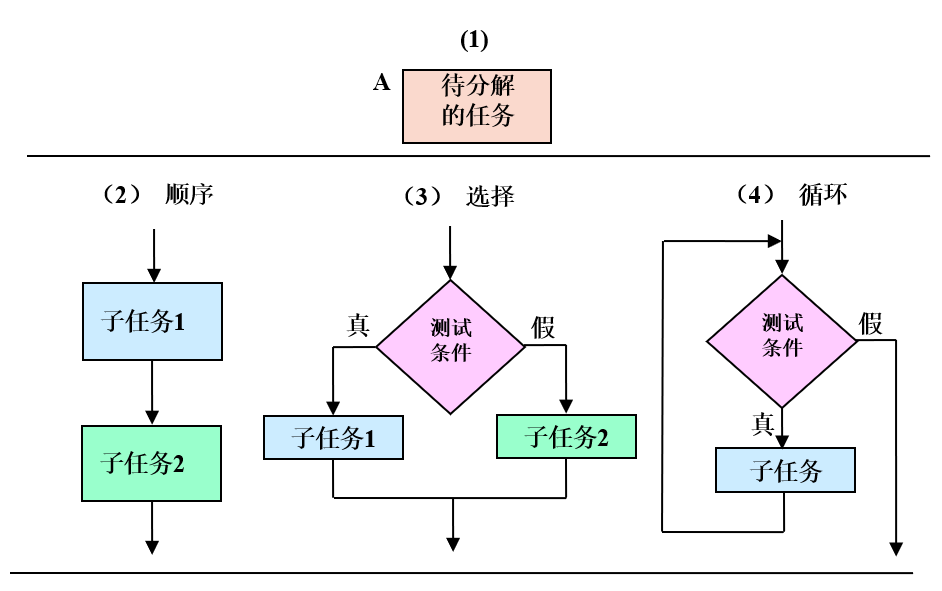 (1)
A
待分解
的任务
（2） 顺序
子任务1
子任务2
（3） 选择
测试
条件
真
假
子任务1
子任务2
（4） 循环
测试
条件
假
真
子任务